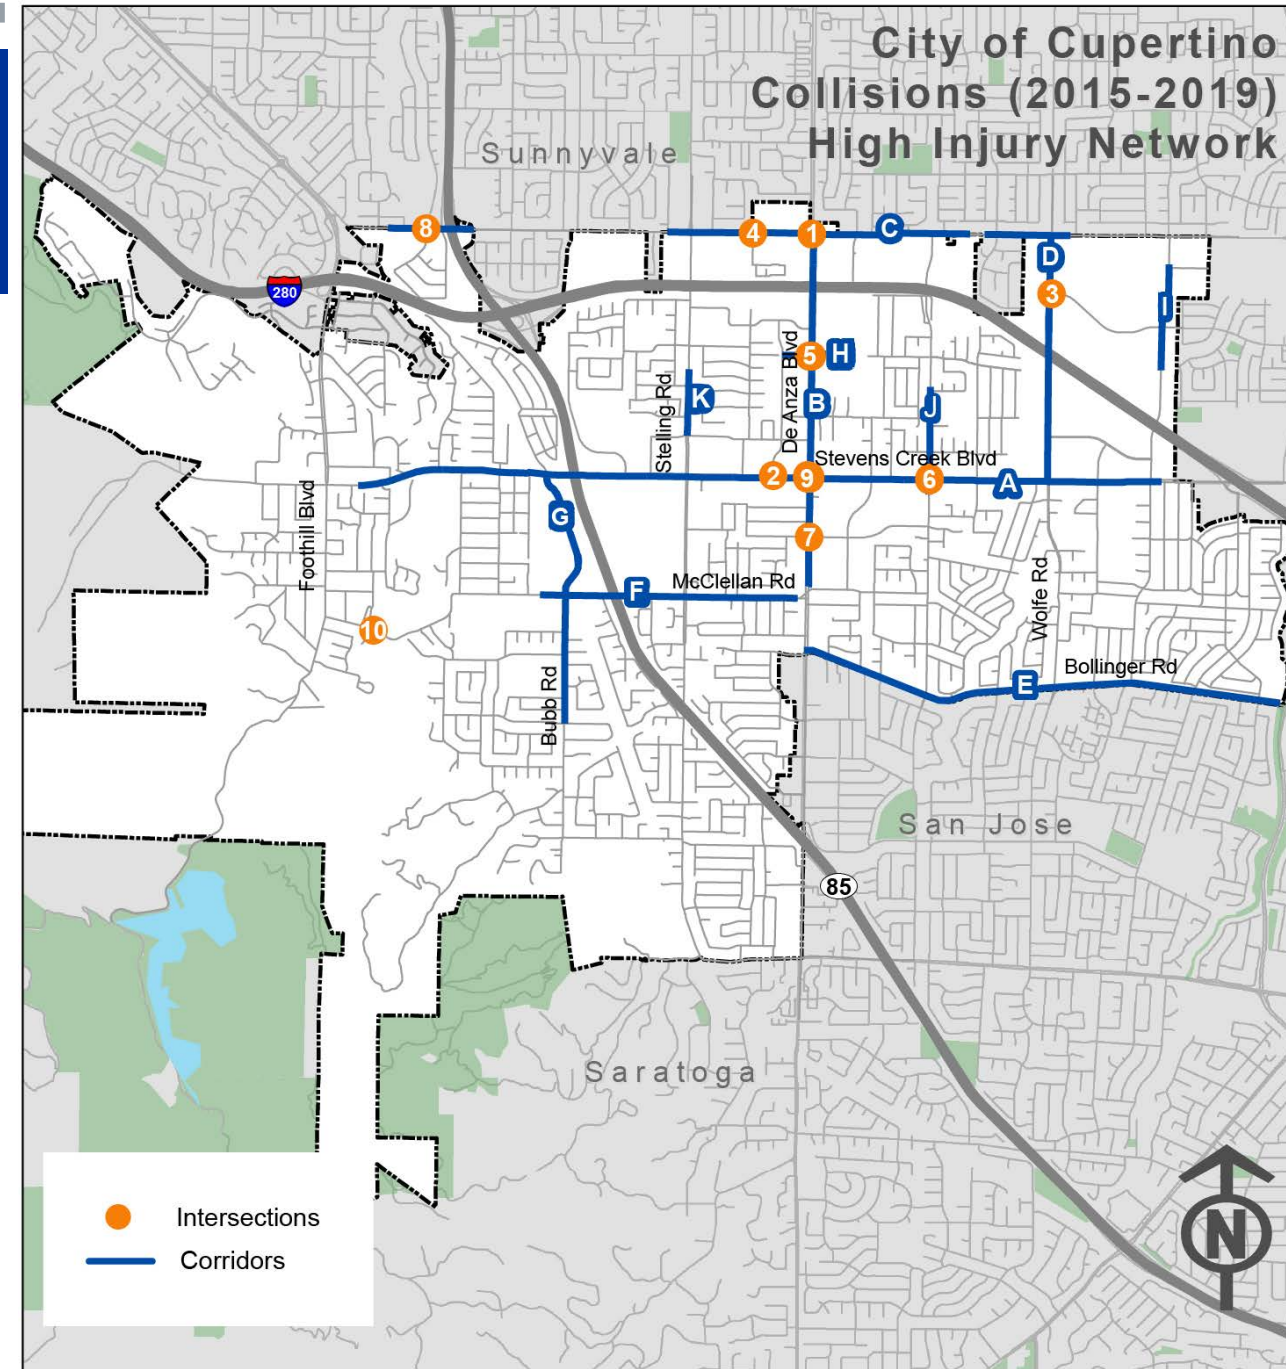 City of Cupertino
Collisions (2015-2019)
High Injury Network
Sunnyvale
8
4
1
C
D
280
3
I
5
H
De Anza Blvd
Stelling Rd
K
B
J
Stevens Creek Blvd
2
9
6
A
Foothill Blvd
G
7
McClellan Rd
F
Wolfe Rd
10
Bubb Rd
Bollinger Rd
E
San Jose
85
Saratoga
Intersections
Corridors
N